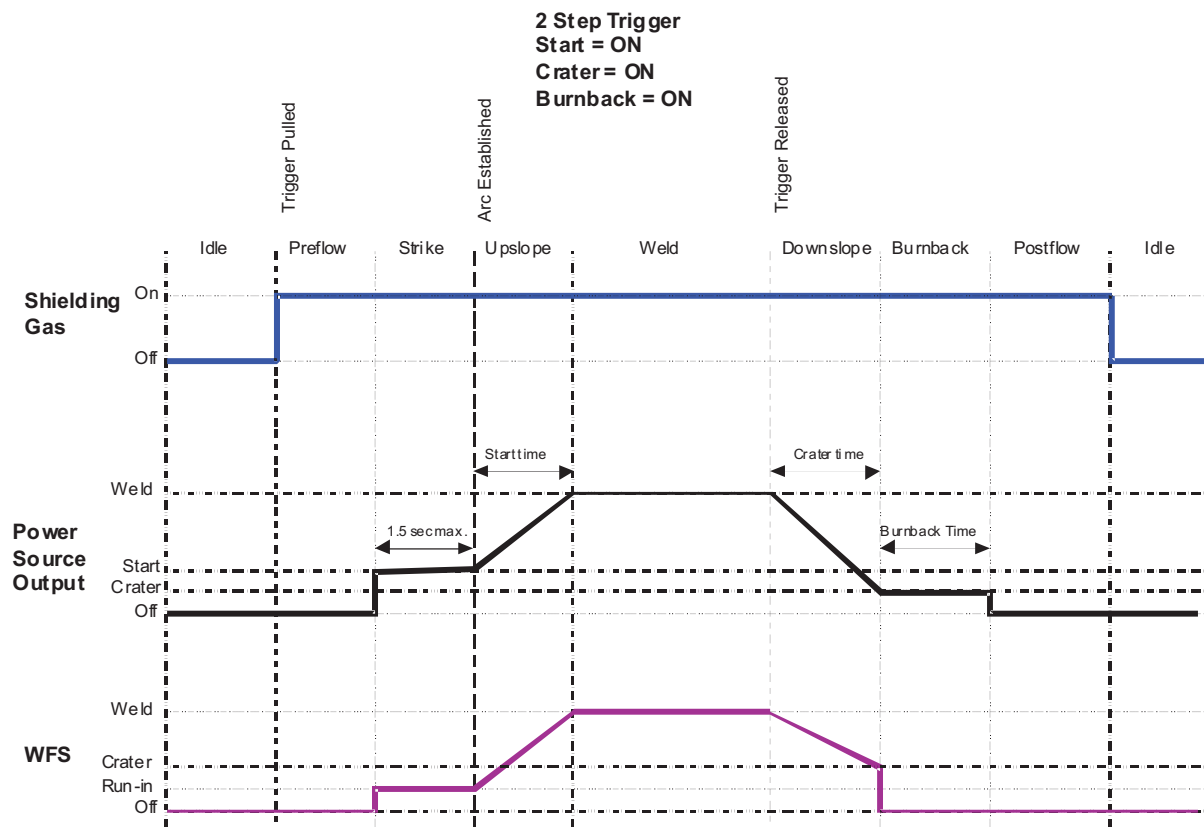 2 Step Trigger
Start = ON
Crater = ON
Burnback = ON
Trigger Pulled
Arc Established
Trigger Released
Idle
Preflow
Strike
Upslope
Weld
Downslope
Burnback
Postflow
Idle
Shielding
Gas
On
Off
Start time
Crater time
Weld
1.5 sec max.
Burnback Time
Power
Source
Output
Start
Crater
Off
Weld
WFS
Crater
Run-in
Off